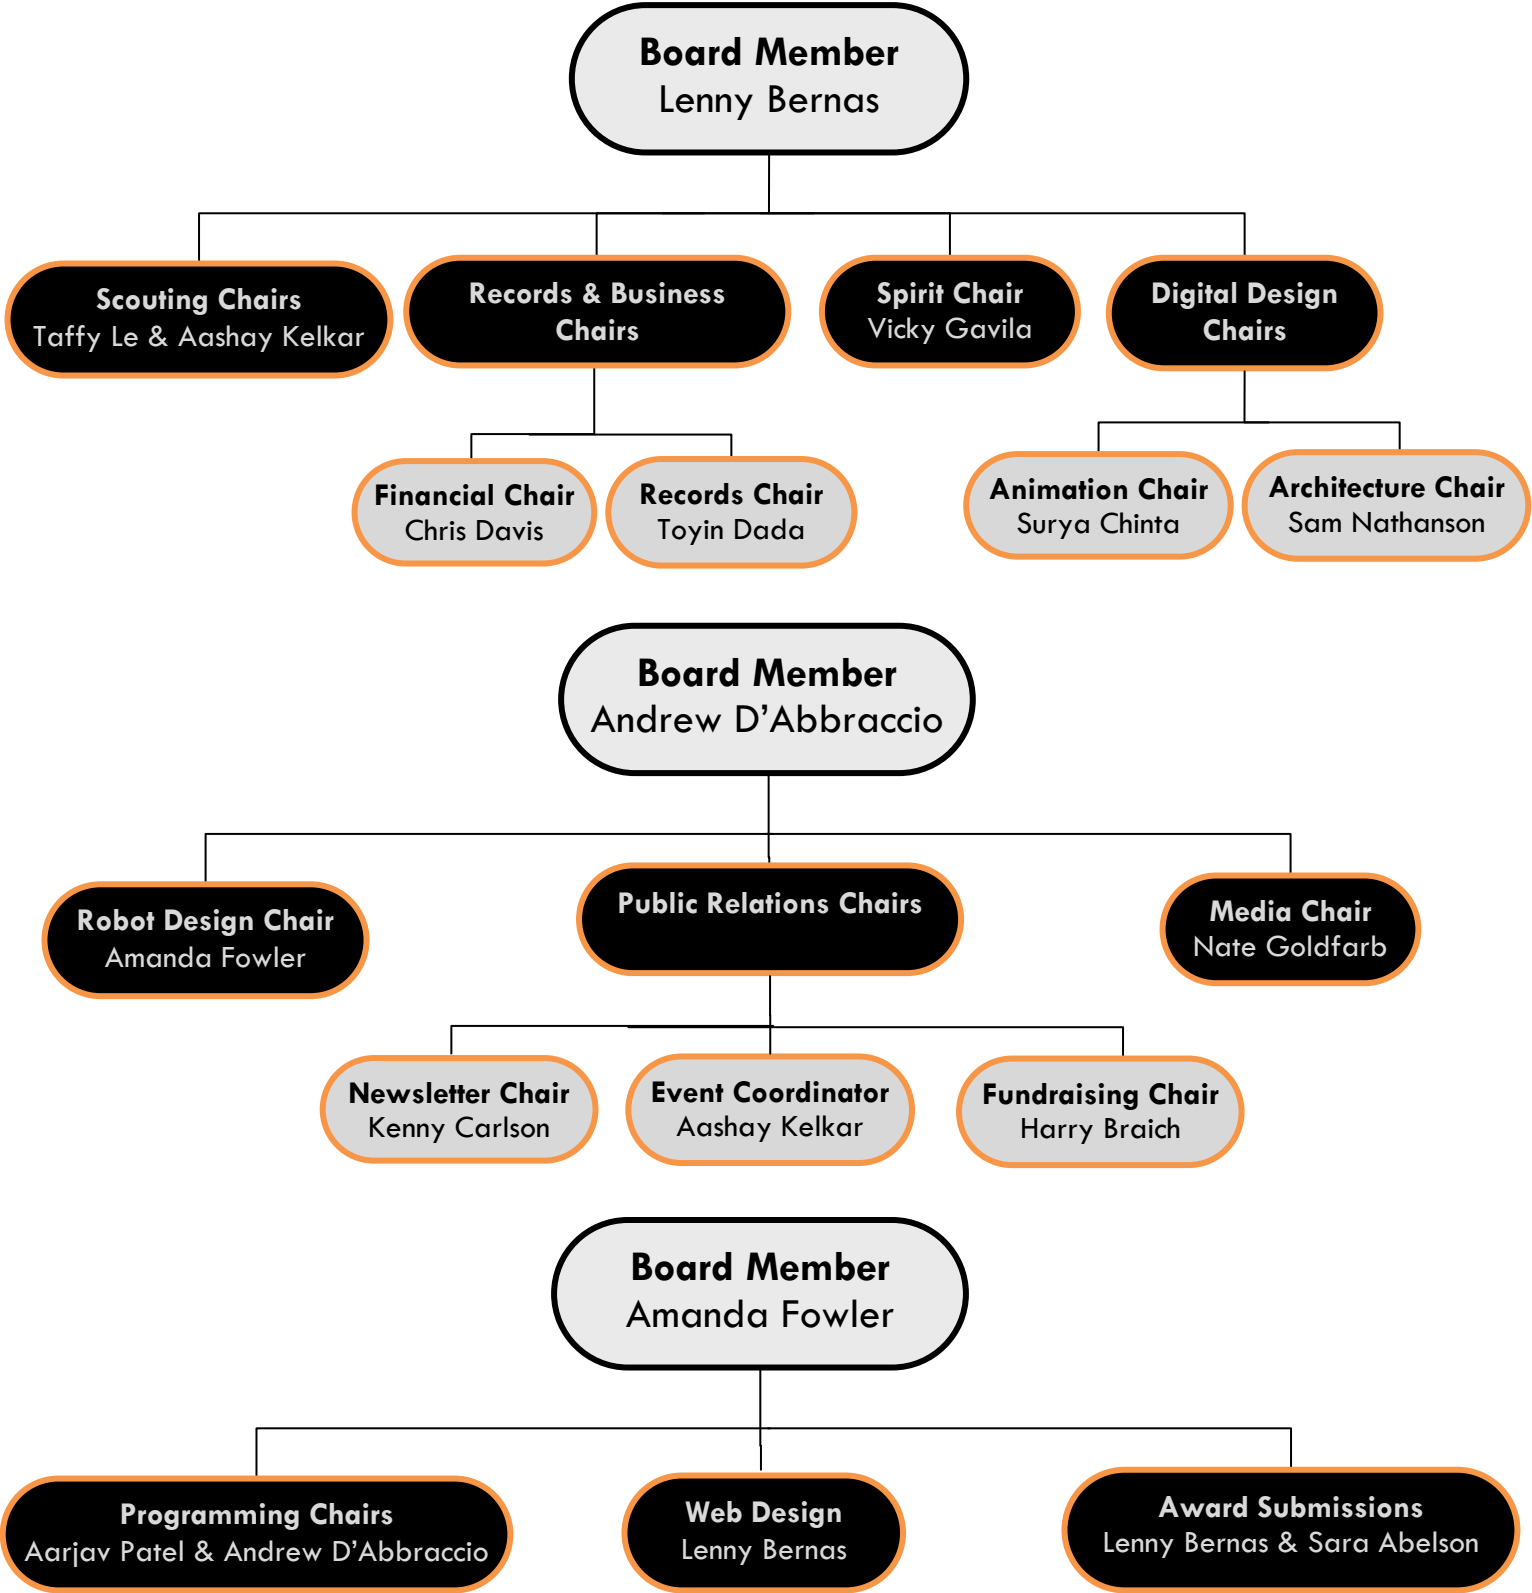 Board Member
Lenny Bernas
Scouting Chairs
Taffy Le & Aashay Kelkar
Records & Business
Chairs
Spirit Chair
Vicky Gavila
Digital Design
Chairs
Financial Chair
Chris Davis
Records Chair
Toyin Dada
Animation Chair
Surya Chinta
Architecture Chair
Sam Nathanson
Board Member
Andrew D’Abbraccio
Robot Design Chair
Amanda Fowler
Public Relations Chairs
Media Chair
Nate Goldfarb
Newsletter Chair
Kenny Carlson
Event Coordinator
Aashay Kelkar
Fundraising Chair
Harry Braich
Board Member
Amanda Fowler
Programming Chairs
Aarjav Patel & Andrew D’Abbraccio
Web Design
Lenny Bernas
Award Submissions
Lenny Bernas & Sara Abelson